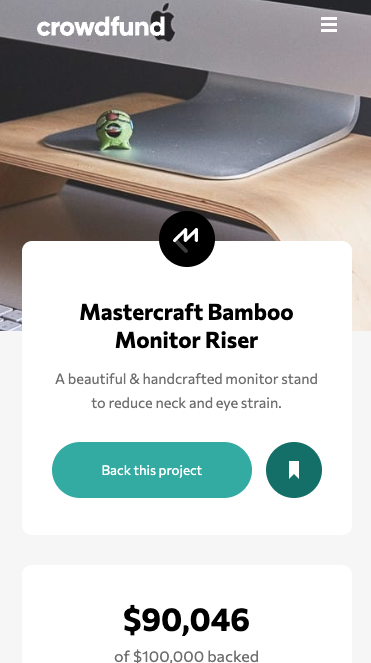 crowdfund
Mastercraft Bamboo
Monitor Riser
A beautiful & handcrafted monitor stand
to reduce neck and eye strain.
Back this project
$90,046
of $100,000 backed